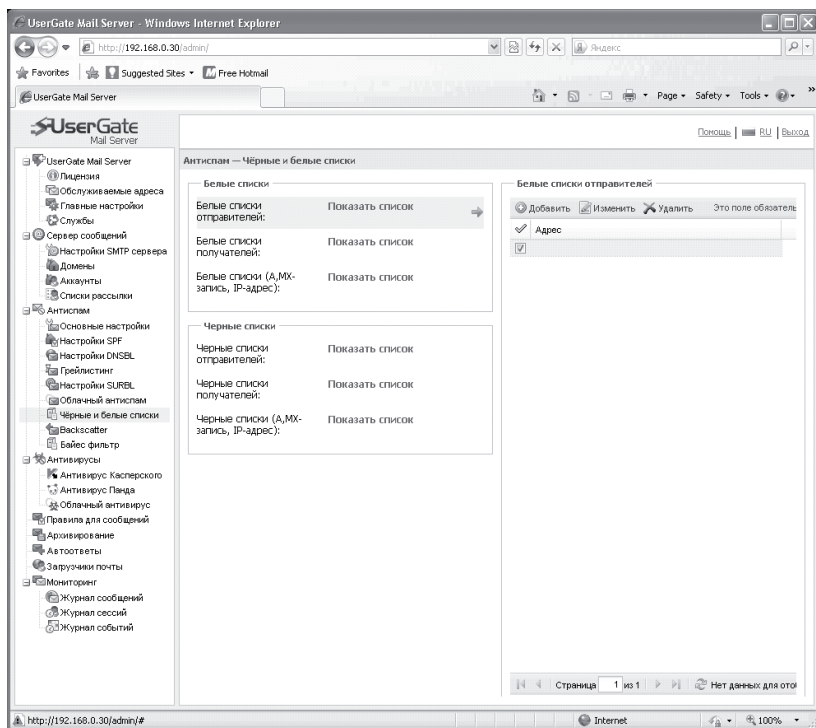 UserGate Mail Server - Windows Internet Explorer
http://192.168.0.30/admin/
Яндекс
Favorites
Suggested Sites
Free Hotmail
UserGate Mail Server
Page
Safety
Tools
UserGate
Mail Server
Помощь
RU
Выход
UserGate Mail Server
Лицензия
Обслуживаемые адреса
Главные настройки
Службы
Сервер сообщений
Настройки SMTP сервера
Домены
Аккаунты
Списки рассылки
Антиспам
Основные настройки
Настройки SPF
Настройки DNSBL
Грейлистинг
Настройки SURBL
Облачный антиспам
Чёрные и белые списки
Backscatter
Байес фильтр
Антивирусы
Антивирус Касперского
Антивирус Панда
Облачный антивирус
Правила для сообщений
Архивирование
Автоответы
Загрузчики почты
Мониторинг
Журнал сообщений
Журнал сессий
Журнал событий
Антиспам — Чёрные и белые списки
Белые списки
Белые списки
отправителей:
Показать список
Белые списки
получателей:
Показать список
Белые списки (A,MX-
запись, IP-адрес):
Показать список
Черные списки
Черные списки
отправителей:
Показать список
Черные списки
получателей:
Показать список
Черные списки (A,MX-
запись, IP-адрес):
Показать список
Белые списки отправителей
Добавить
Изменить
Удалить
Это поле обязатель
Адрес
Страница 1 из 1
Нет данных для ото
http://192.168.0.30/admin/#
Internet
100%